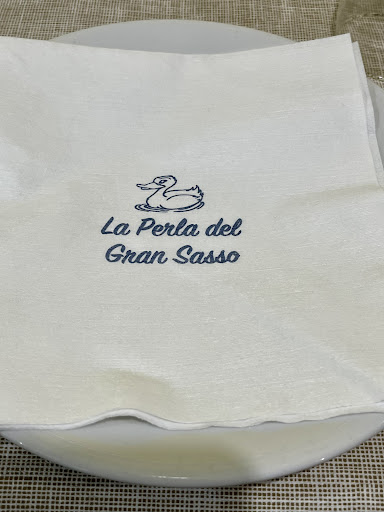 La Perla del
Gran Sasso